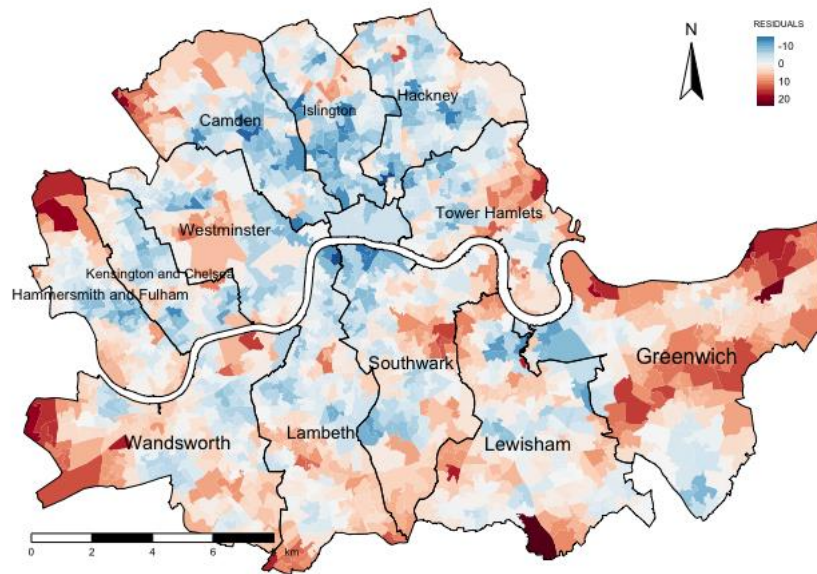 RESIDUALS
N
-10
0
10
20
Hackney
Islington
Camden
Tower Hamlets
Westminster
Kensington and Chelsea
Hammersmith and Fulham
Greenwich
Southwark
Wandsworth
Lambeth
Lewisham
0 2 4 6 km